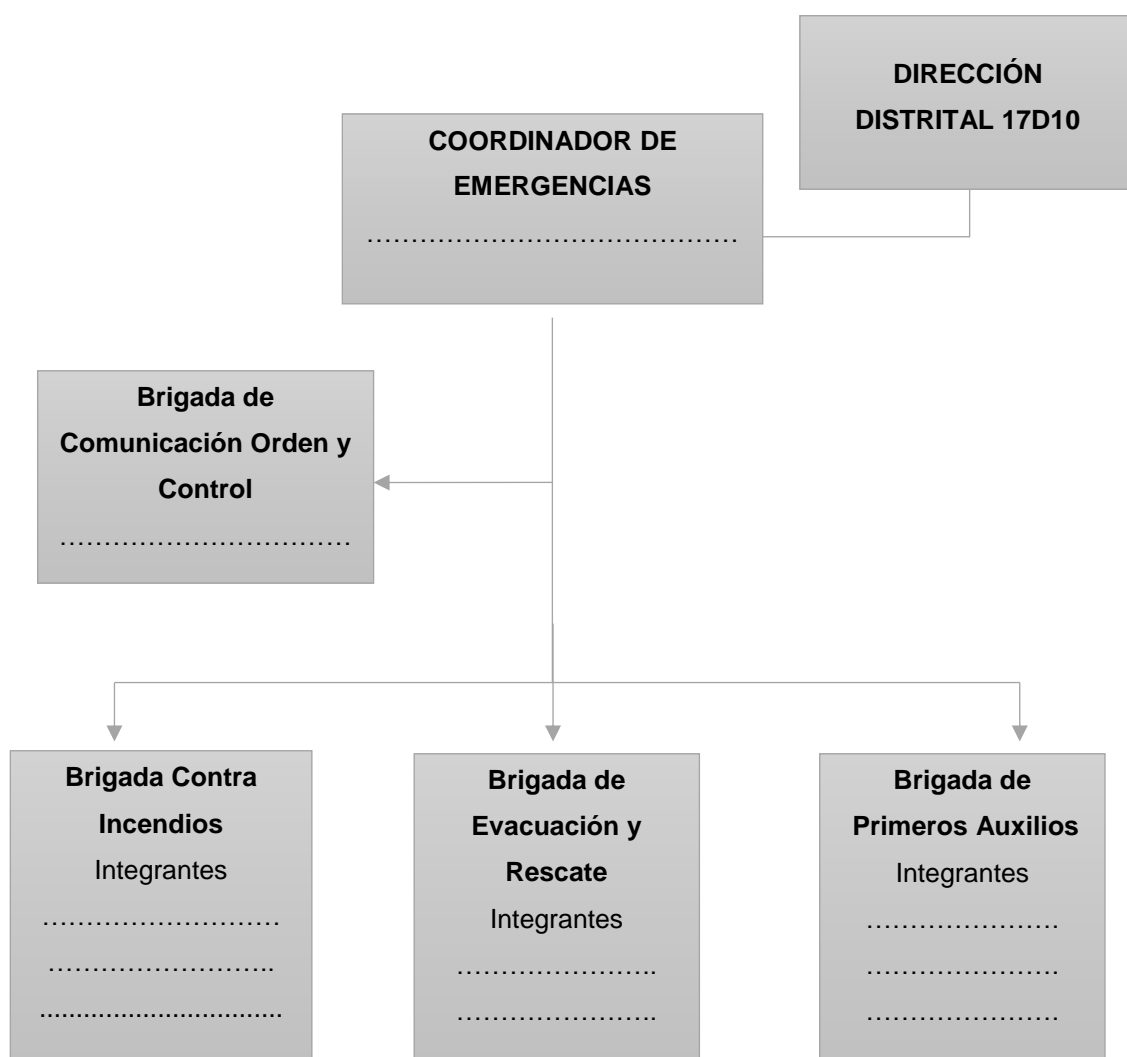 DIRECCIÓN
DISTRITAL 17D10
COORDINADOR DE
EMERGENCIAS
……………………………………
Brigada de
Comunicación Orden y
Control
……………………………
Brigada Contra
Incendios
Integrantes
………………………
……………………..
.................................
Brigada de
Evacuación y
Rescate
Integrantes
…………………..
…………………..
Brigada de
Primeros Auxilios
Integrantes
………………….
………………….
………………….